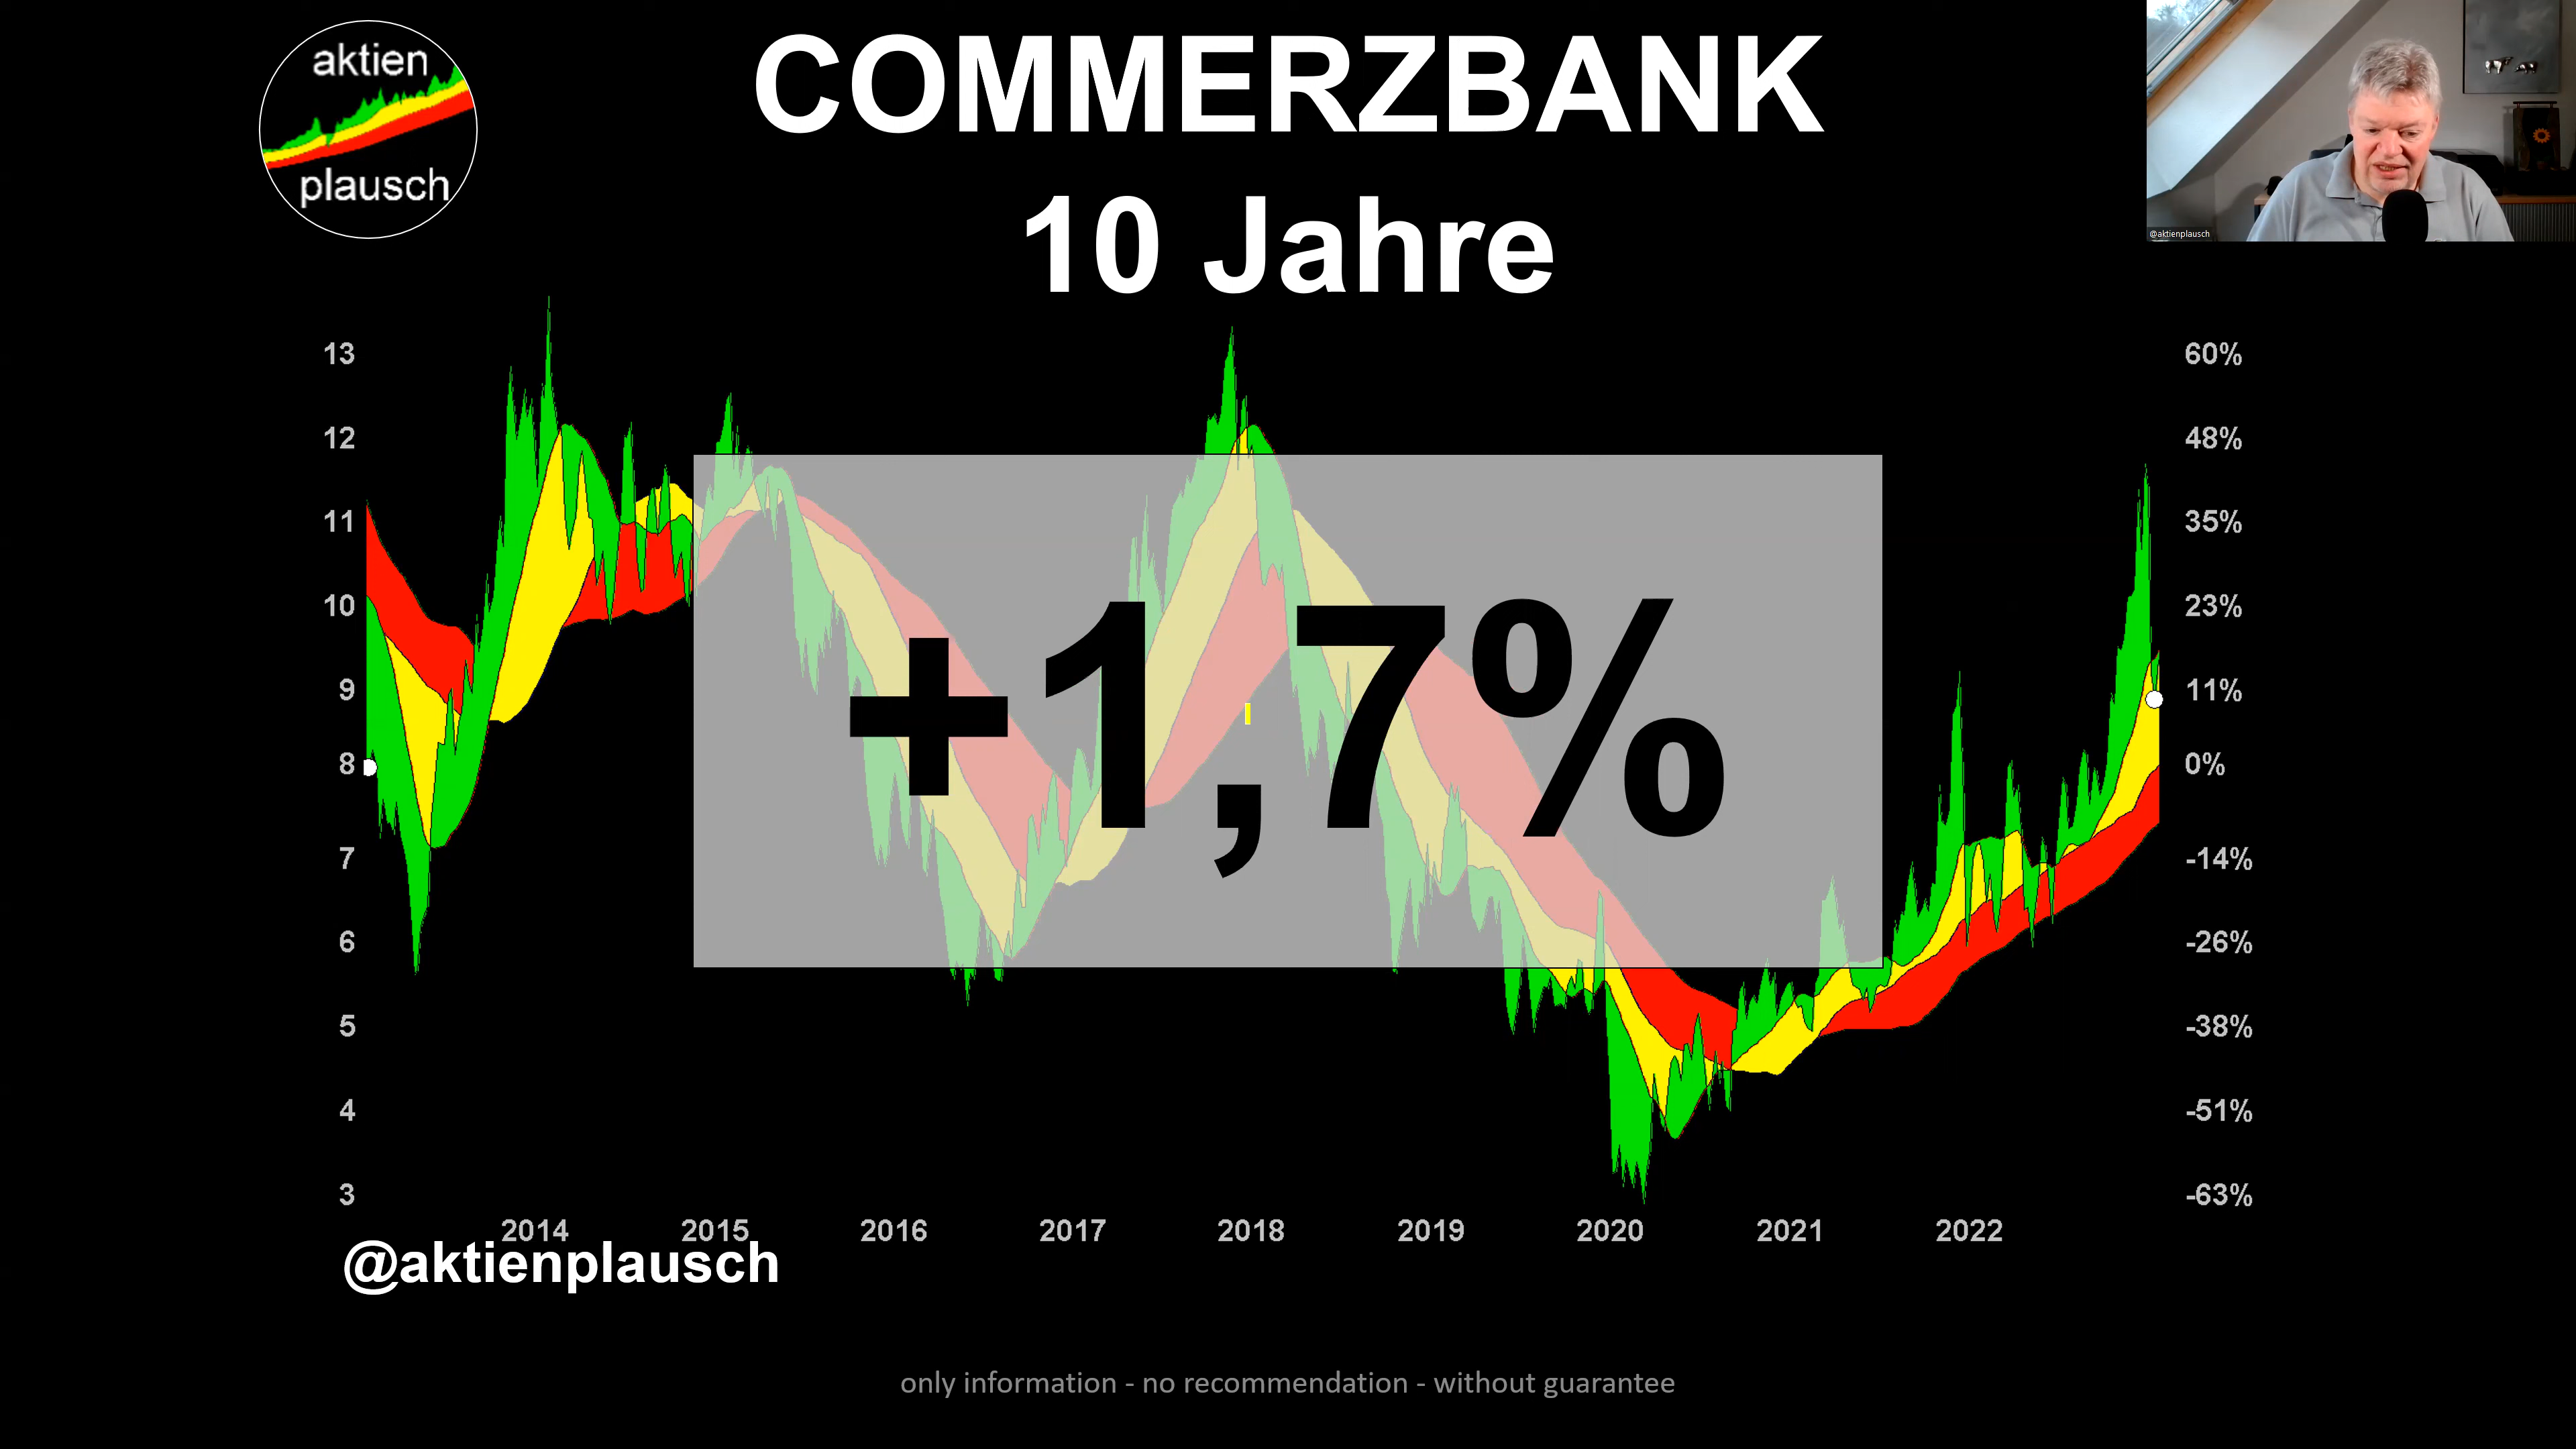 aktien
plausch
COMMERZBANK
10 Jahre
@aktienplausch
13
60%
12
48%
11
35%
10
23%
9
11%
8
0%
7
-14%
6
-26%
5
-38%
4
-51%
3
-63%
+1,7%
2014 2015 2016 2017 2018 2019 2020 2021 2022
@aktienplausch
only information - no recommendation - without guarantee